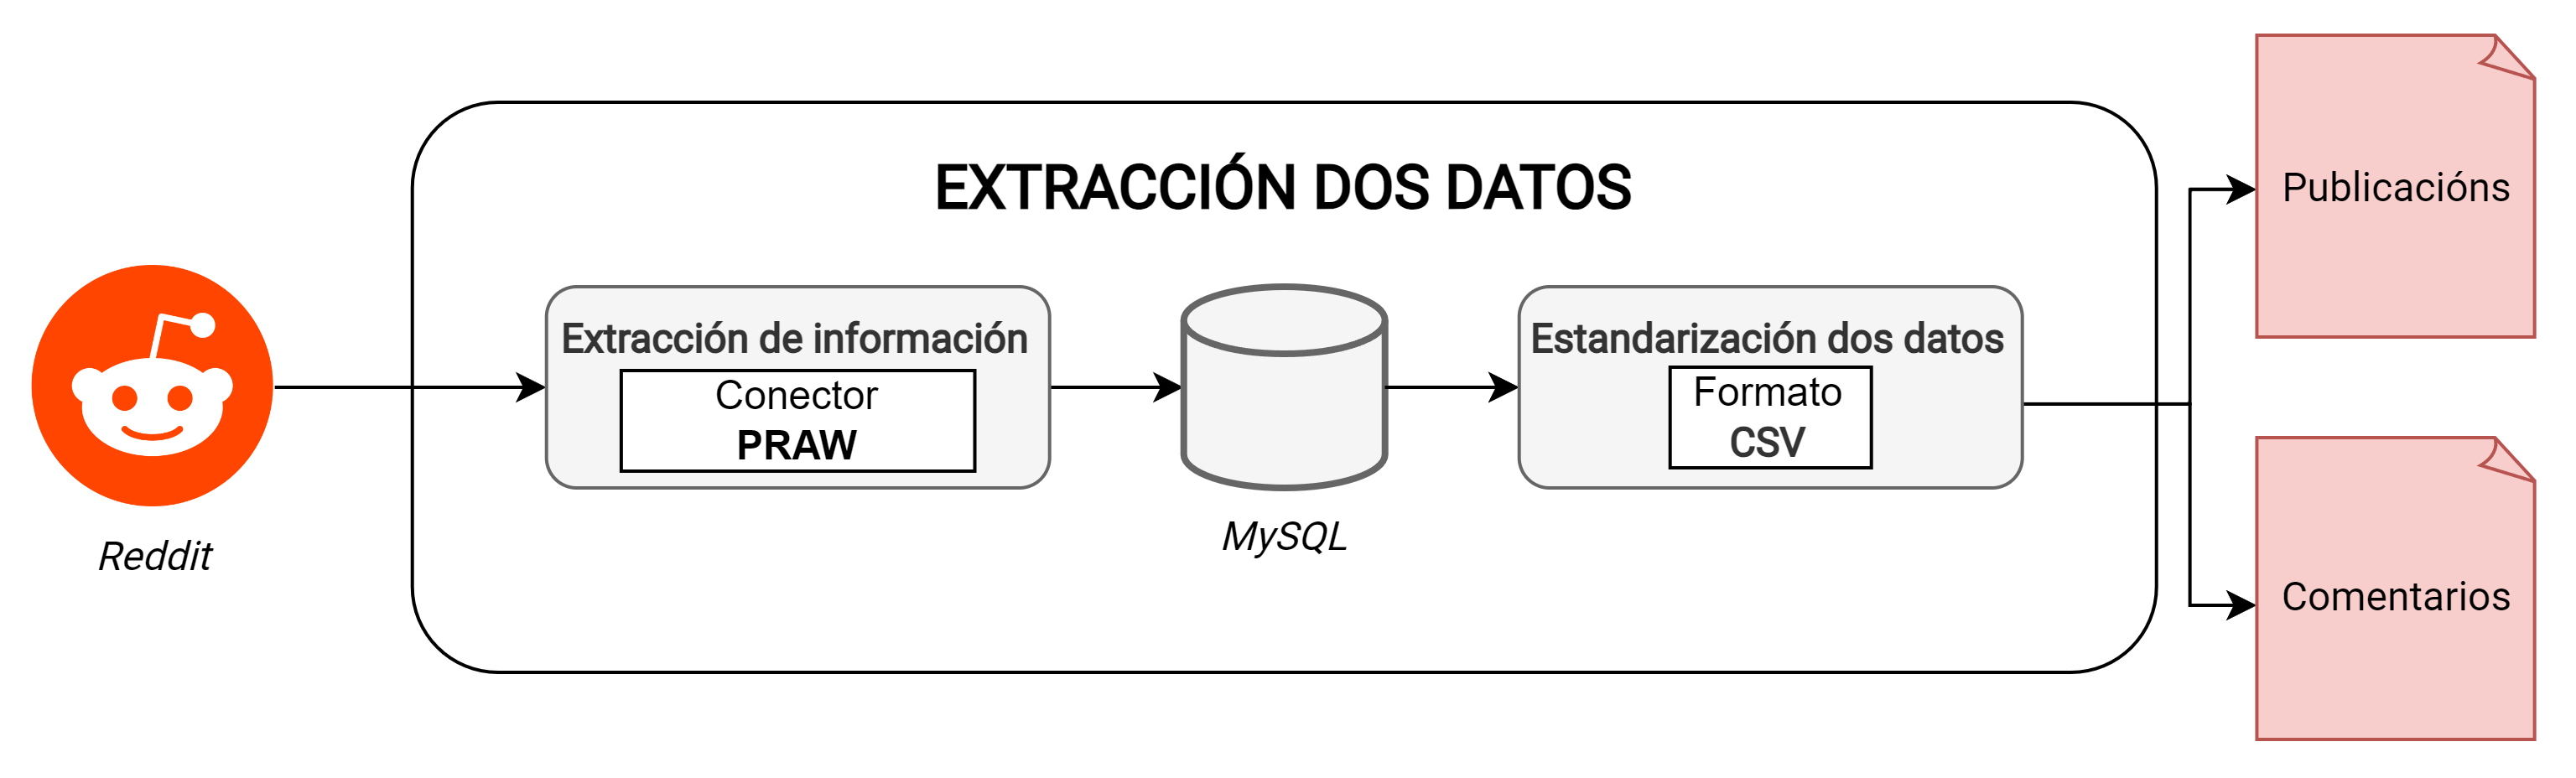 EXTRACCIÓN DOS DATOS
Reddit
Extracción de información
Conector
PRAW
MySQL
Estandarización dos datos
Formato
CSV
Publicacións
Comentarios